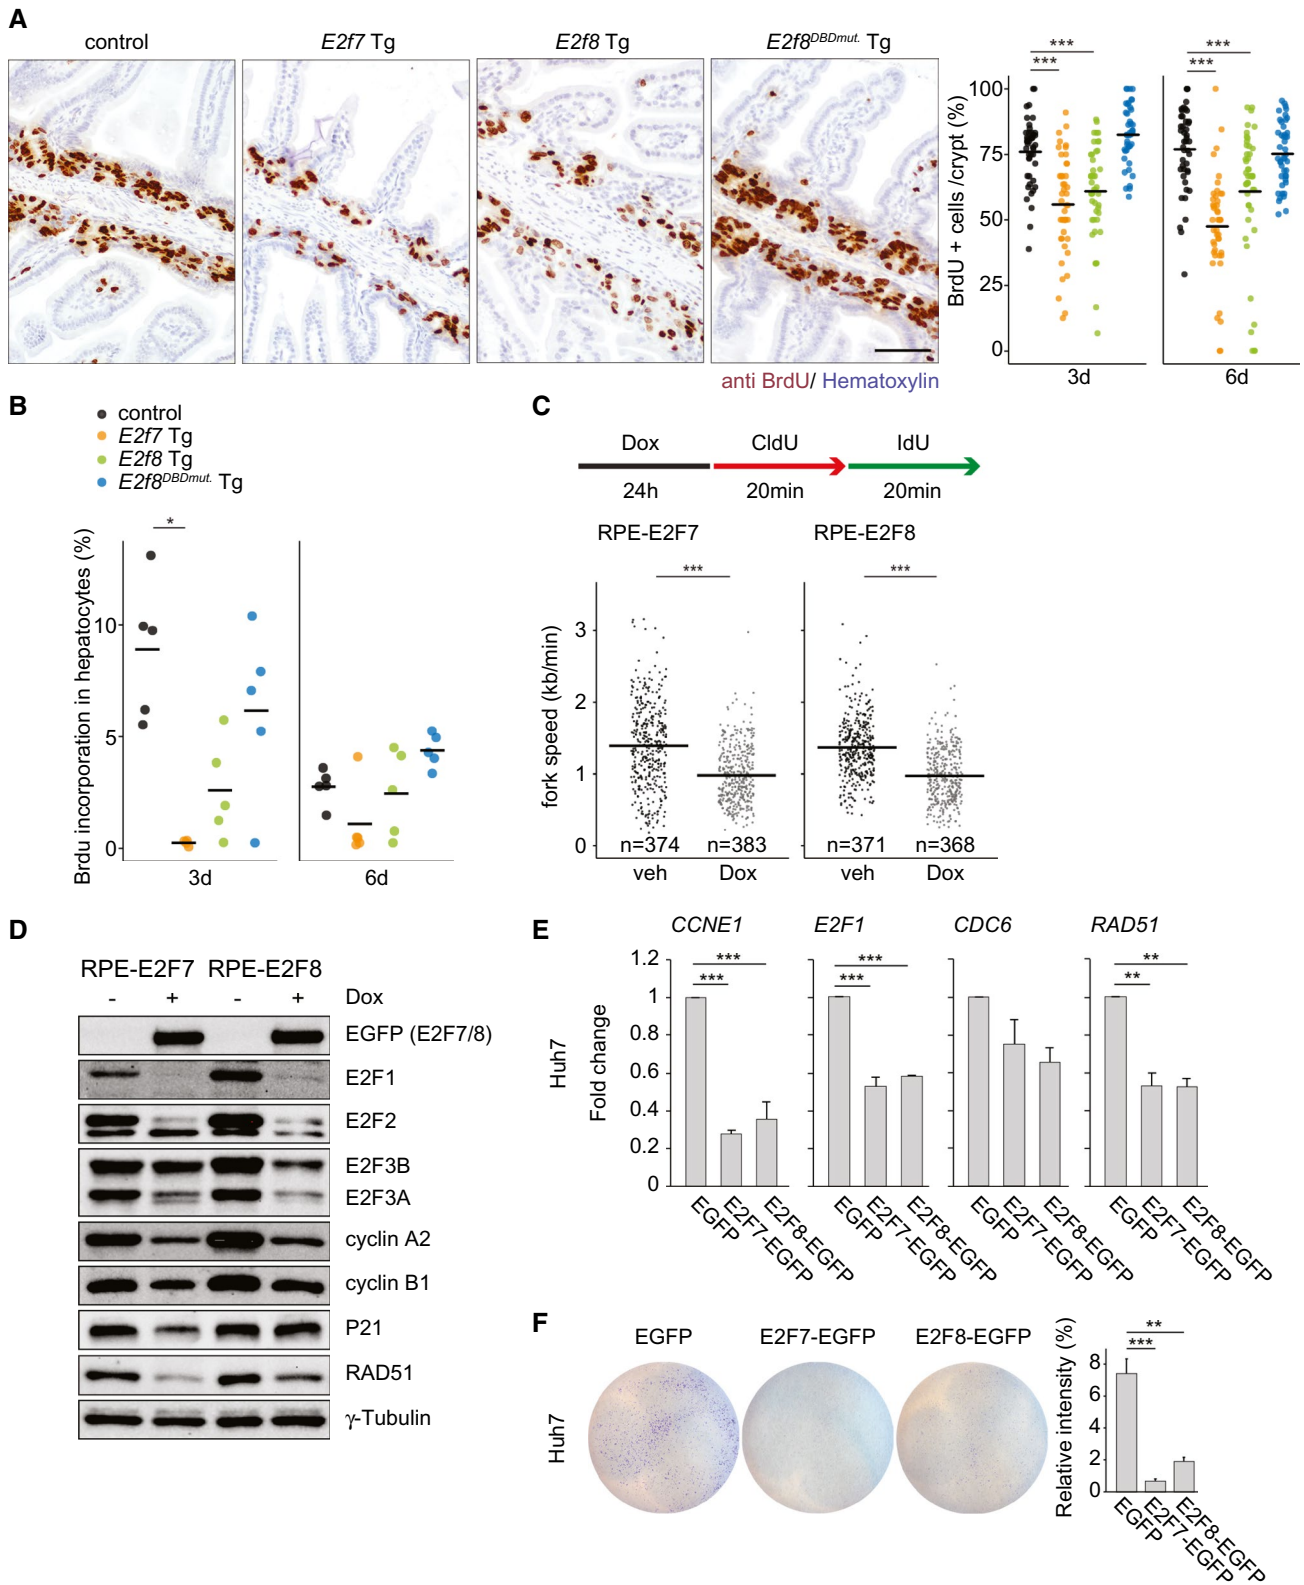 A
control
E2f7 Tg
E2f8 Tg
E2f8DBDmut. Tg
anti BrdU/ Hematoxylin
BrdU + cells /crypt (%)
***
***
***
***
100
75
50
25
0
3d
6d
B
control
E2f7 Tg
E2f8 Tg
E2f8DBDmut. Tg
Brdu incorporation in hepatocytes (%)
*
10
5
0
3d
6d
C
Dox
CldU
IdU
24h
20min
20min
RPE-E2F7
RPE-E2F8
***
***
fork speed (kb/min)
3
2
1
0
n=374
n=383
n=371
n=368
veh
Dox
veh
Dox
D
RPE-E2F7
RPE-E2F8
-
+
-
+
Dox
EGFP (E2F7/8)
E2F1
E2F2
E2F3B
E2F3A
cyclin A2
cyclin B1
P21
RAD51
γ-Tubulin
E
Huh7
Fold change
CCNE1
E2F1
CDC6
RAD51
1.2
1
0.8
0.6
0.4
0.2
0
***
***
***
***
**
**
EGFP
E2F7-EGFP
E2F8-EGFP
EGFP
E2F7-EGFP
E2F8-EGFP
EGFP
E2F7-EGFP
E2F8-EGFP
EGFP
E2F7-EGFP
E2F8-EGFP
F
Huh7
EGFP
E2F7-EGFP
E2F8-EGFP
Relative intensity (%)
**
***
8
6
4
2
0
EGFP
E2F7-EGFP
E2F8-EGFP